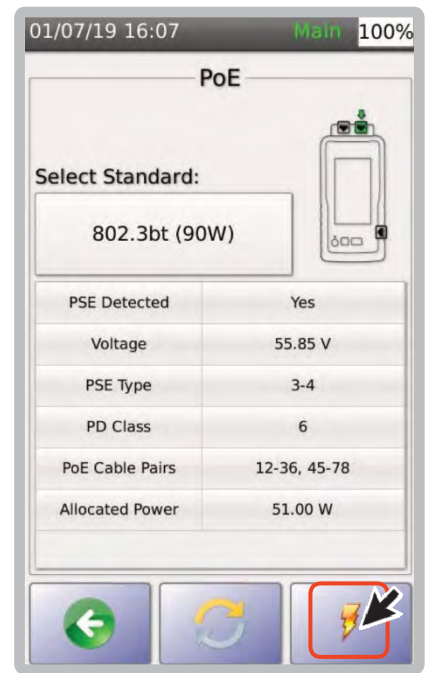 01/07/19 16:07 Main 100%
PoE
Select Standard:
802.3bt (90W)
PSE Detected Yes
Voltage 55.85 V
PSE Type 3-4
PD Class 6
PoE Cable Pairs 12-36, 45-78
Allocated Power 51.00 W